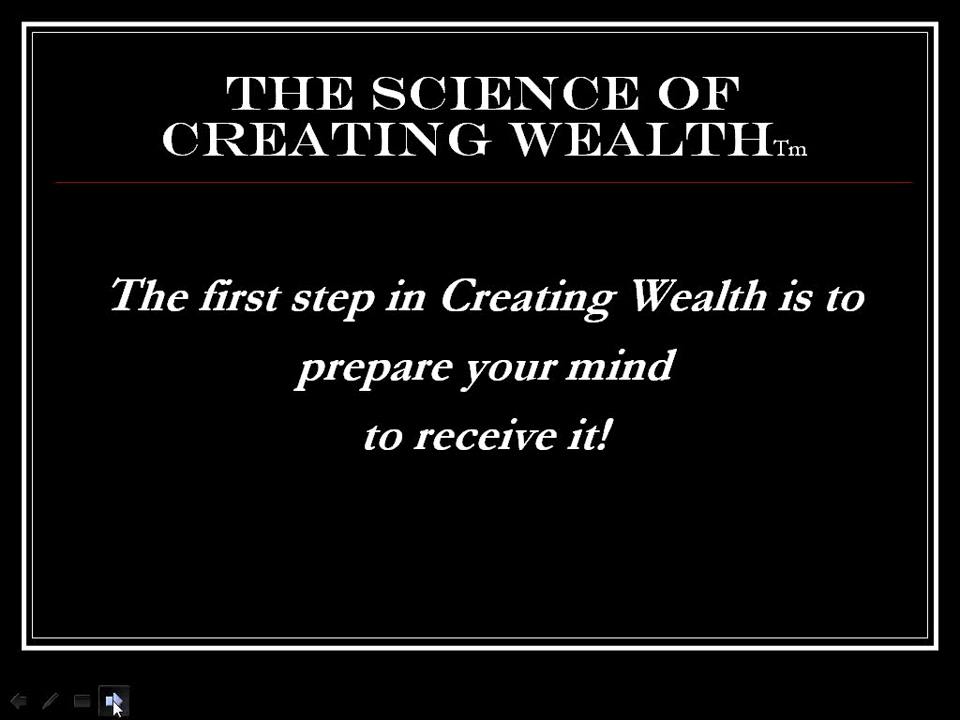 THE SCIENCE OF
CREATING WEALTHTm
The first step in Creating Wealth is to
prepare your mind
to receive it!